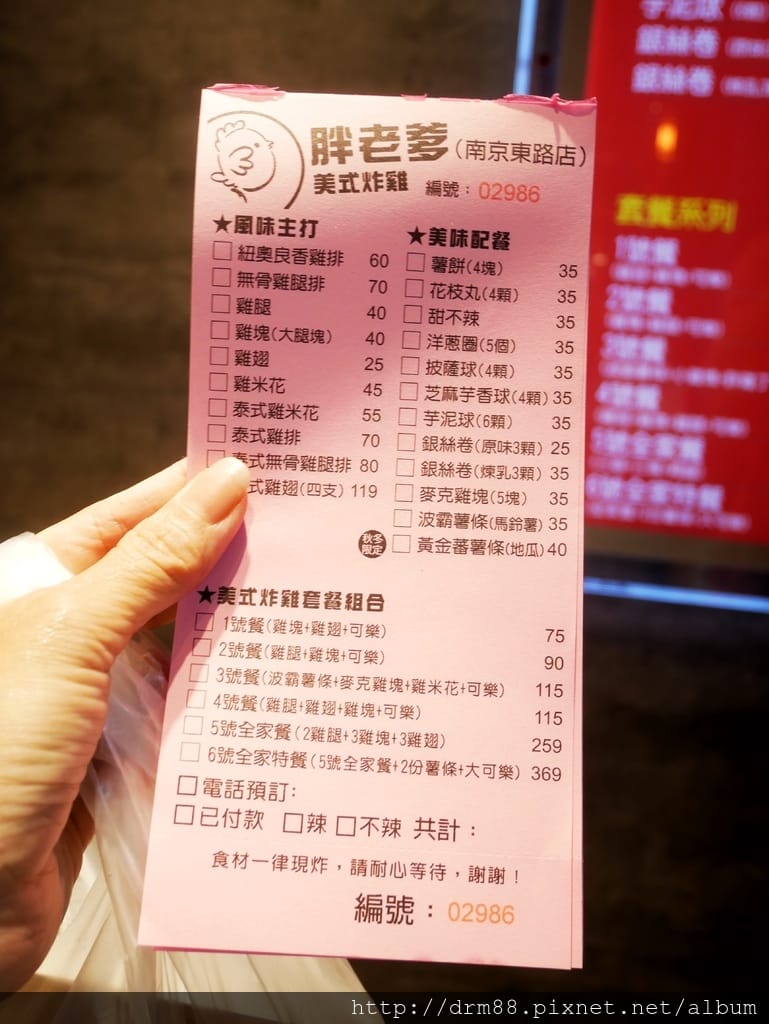 胖老爹(南京東路店)
美式炸雞 編號：02986
★風味主打
紐奧良香雞排 60
無骨雞腿排 70
雞腿 40
雞塊(大腿塊) 40
雞翅 25
雞米花 45
泰式雞米花 55
泰式雞排 70
泰式無骨雞腿排 80
式雞翅(四支) 119
★美味配餐
薯餅(4塊) 35
花枝丸(4顆) 35
甜不辣 35
洋蔥圈(5個) 35
披薩球(4顆) 35
芝麻芋香球(4顆) 35
芋泥球(6顆) 35
銀絲卷(原味3顆) 25
銀絲卷(煉乳3顆) 35
麥克雞塊(5塊) 35
波霸薯條(馬鈴薯) 35
秋冬限定 黃金蕃薯條(地瓜) 40
★美式炸雞套餐組合
1號餐(雞塊+雞翅+可樂) 75
2號餐(雞腿+雞塊+可樂) 90
3號餐(波霸薯條+麥克雞塊+雞米花+可樂) 115
4號餐(雞腿+雞翅+雞塊+可樂) 115
5號全家餐(2雞腿+3雞塊+3雞翅) 259
6號全家特餐(5號全家餐+2份薯條+大可樂) 369
電話預訂：
已付款 辣 不辣 共計：
食材一律現炸，請耐心等待，謝謝！
編號：02986
芋泥球
銀絲卷
銀絲卷
套餐系列
1號餐
2號餐
3號餐
4號餐
5號全家餐
6號全家特餐
http://drm88.pixnet.net/album